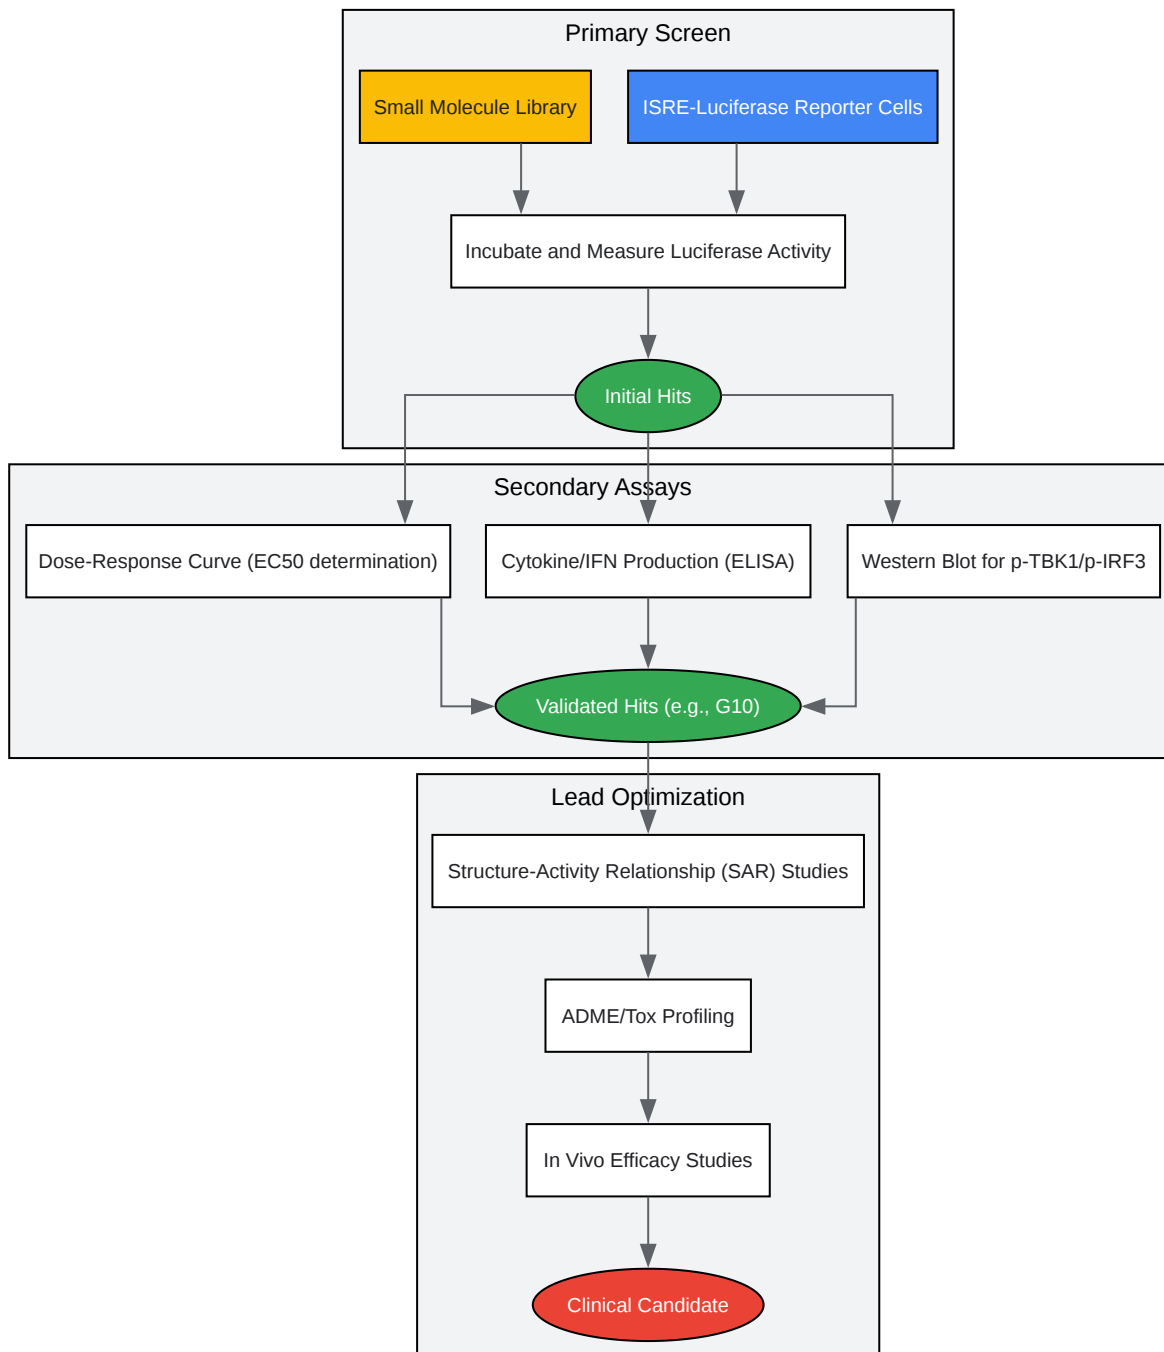 Primary Screen
Small Molecule Library
ISRE-Luciferase Reporter Cells
Incubate and Measure Luciferase Activity
Initial Hits
Secondary Assays
Dose-Response Curve (EC50 determination)
Cytokine/IFN Production (ELISA)
Western Blot for p-TBK1/p-IRF3
Validated Hits (e.g., G10)
Lead Optimization
Structure-Activity Relationship (SAR) Studies
ADME/Tox Profiling
In Vivo Efficacy Studies
Clinical Candidate